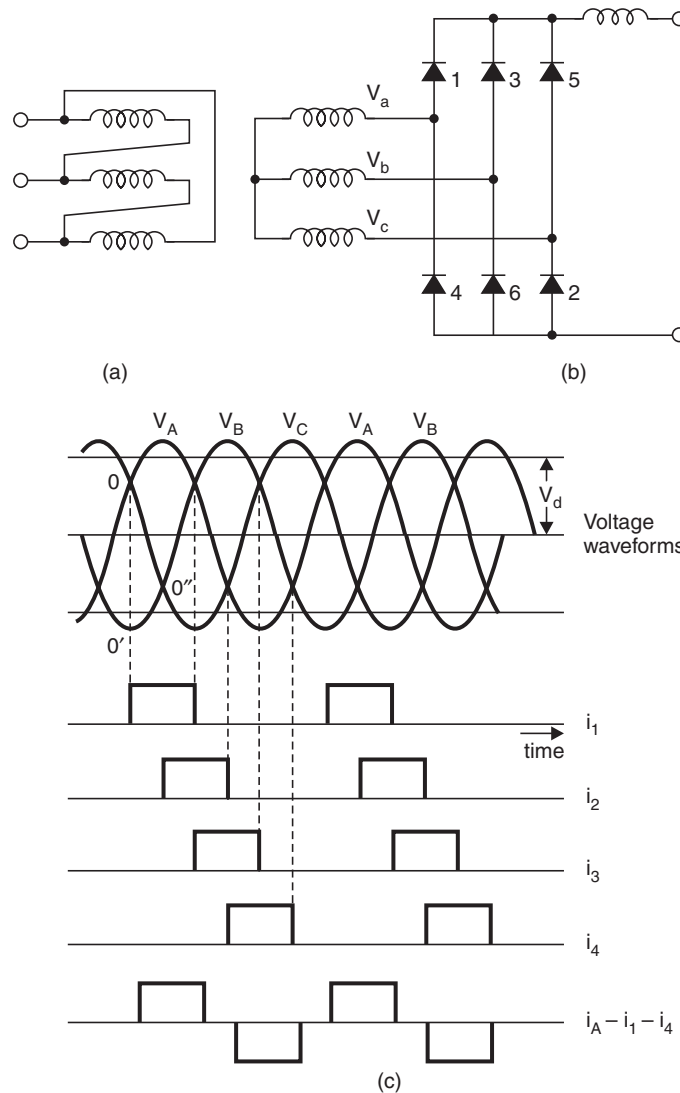 1
3
5
V_a
V_b
V_c
4
6
2
(a)
(b)
V_A V_B V_C V_A V_B
0
V_d
Voltage
waveforms
0″
0′
i_1
time
i_2
i_3
i_4
i_A – i_1 – i_4
(c)